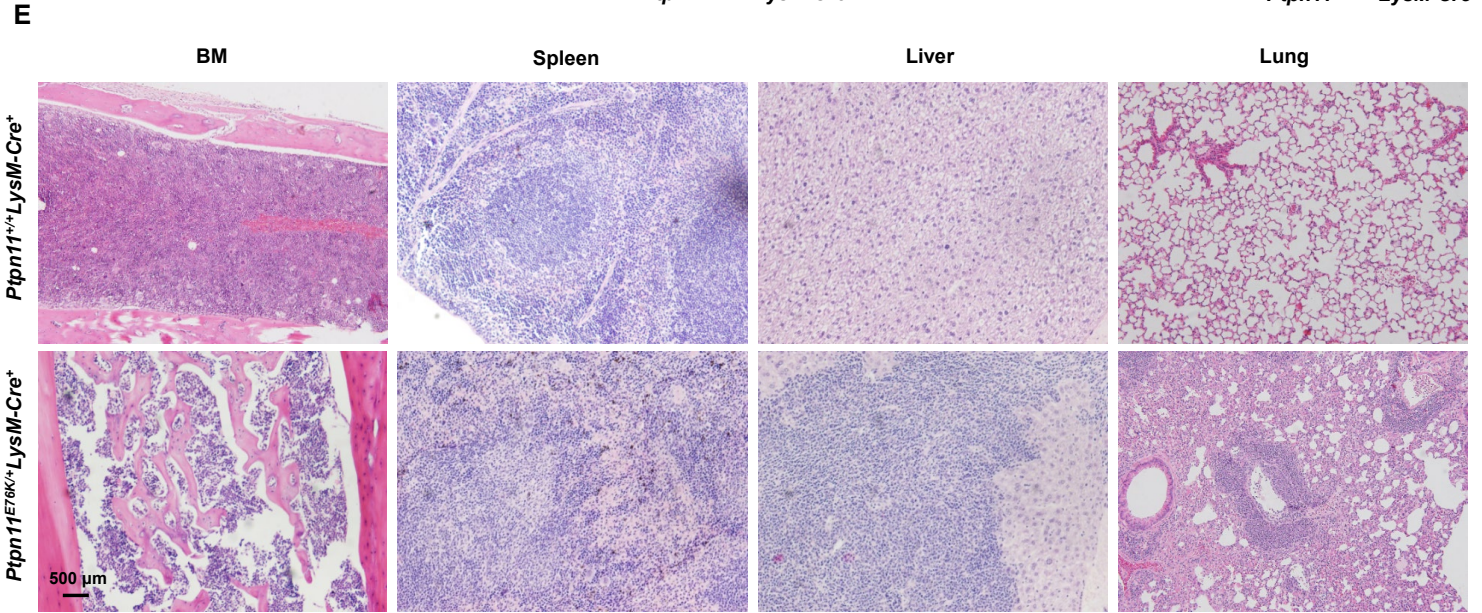 E
BM Spleen Liver Lung
Ptpn11+/+LysM-Cre+
Ptpn11E76K/+LysM-Cre+
500 µm